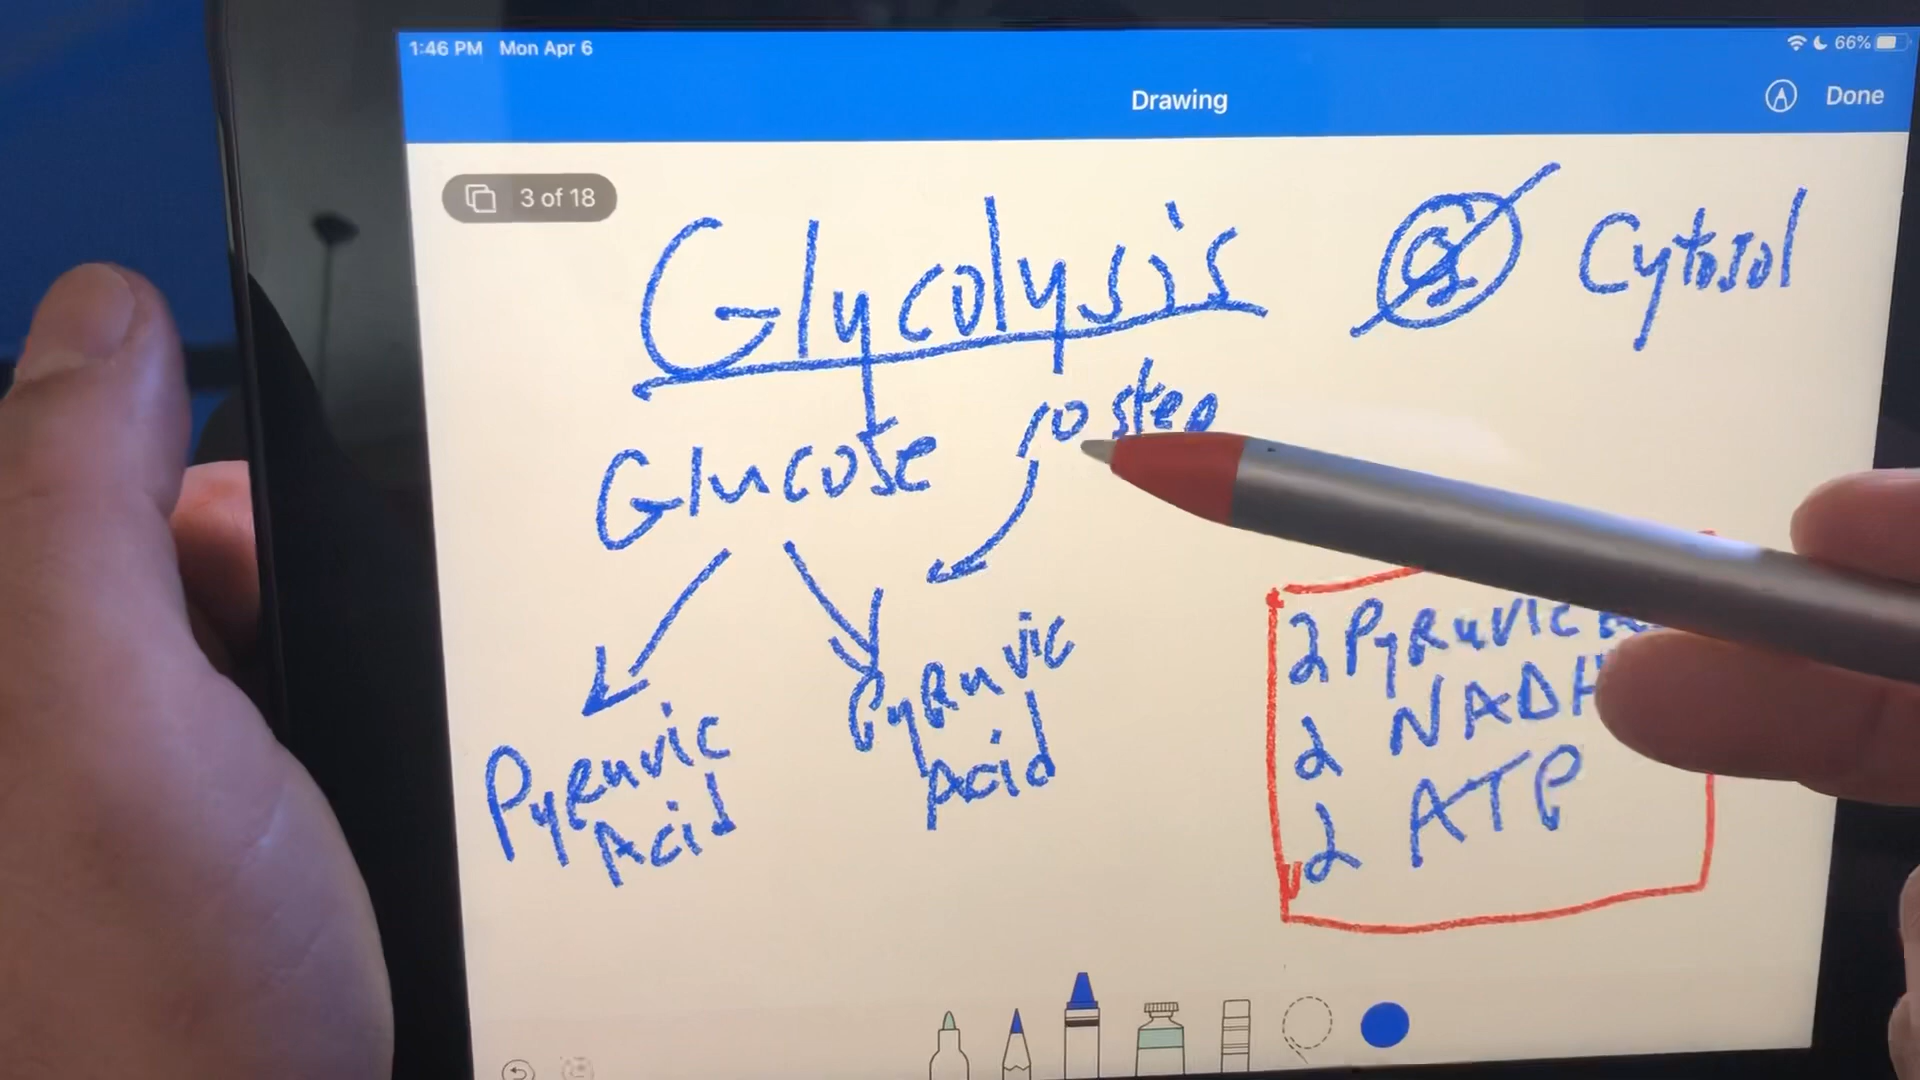 1:46 PM Mon Apr 6
66%
Drawing
Done
3 of 18
Glycolysis
Cytosol
10 step
Glucose
Pyruvic
Acid
Pyruvic
Acid
2 Pyruvic
2 NADH
2 ATP